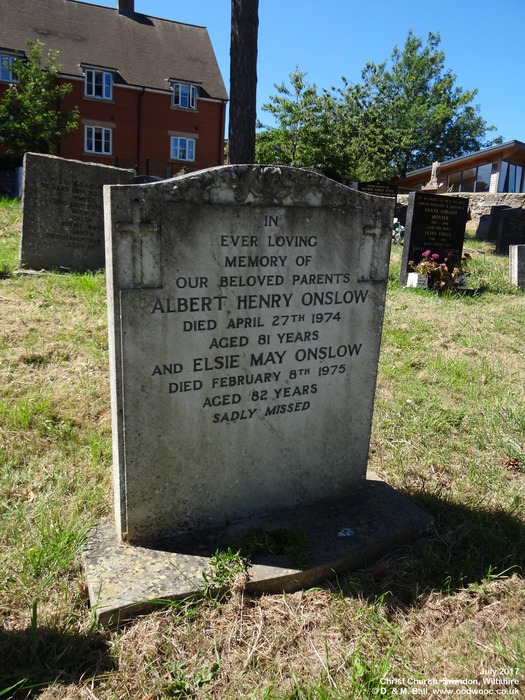 IN
EVER LOVING
MEMORY OF
OUR BELOVED PARENTS
ALBERT HENRY ONSLOW
DIED APRIL 27TH 1974
AGED 81 YEARS
AND ELSIE MAY ONSLOW
DIED FEBRUARY 8TH 1975
AGED 82 YEARS
SADLY MISSED
July 2017
Christ Church, Swindon, Wiltshire
© D. & M. Ball, www.oodwooc.co.uk